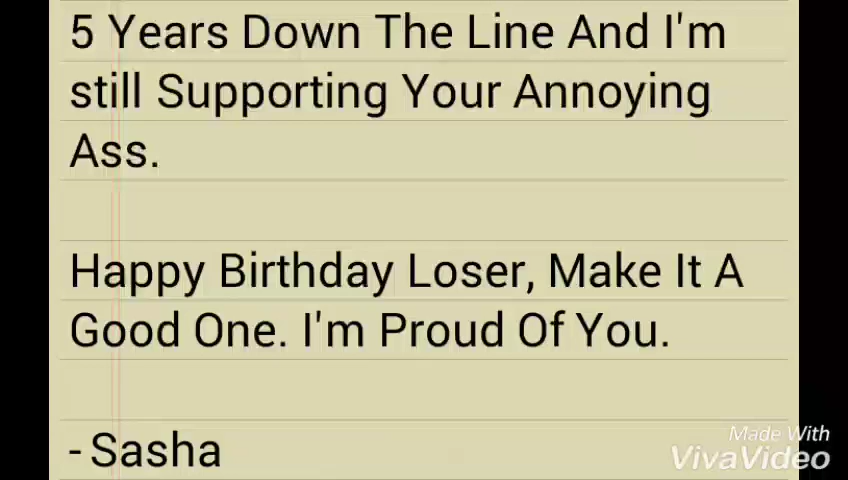 5 Years Down The Line And I'm
still Supporting Your Annoying
Ass.
Happy Birthday Loser, Make It A
Good One. I'm Proud Of You.
- Sasha
Made With
VivaVideo